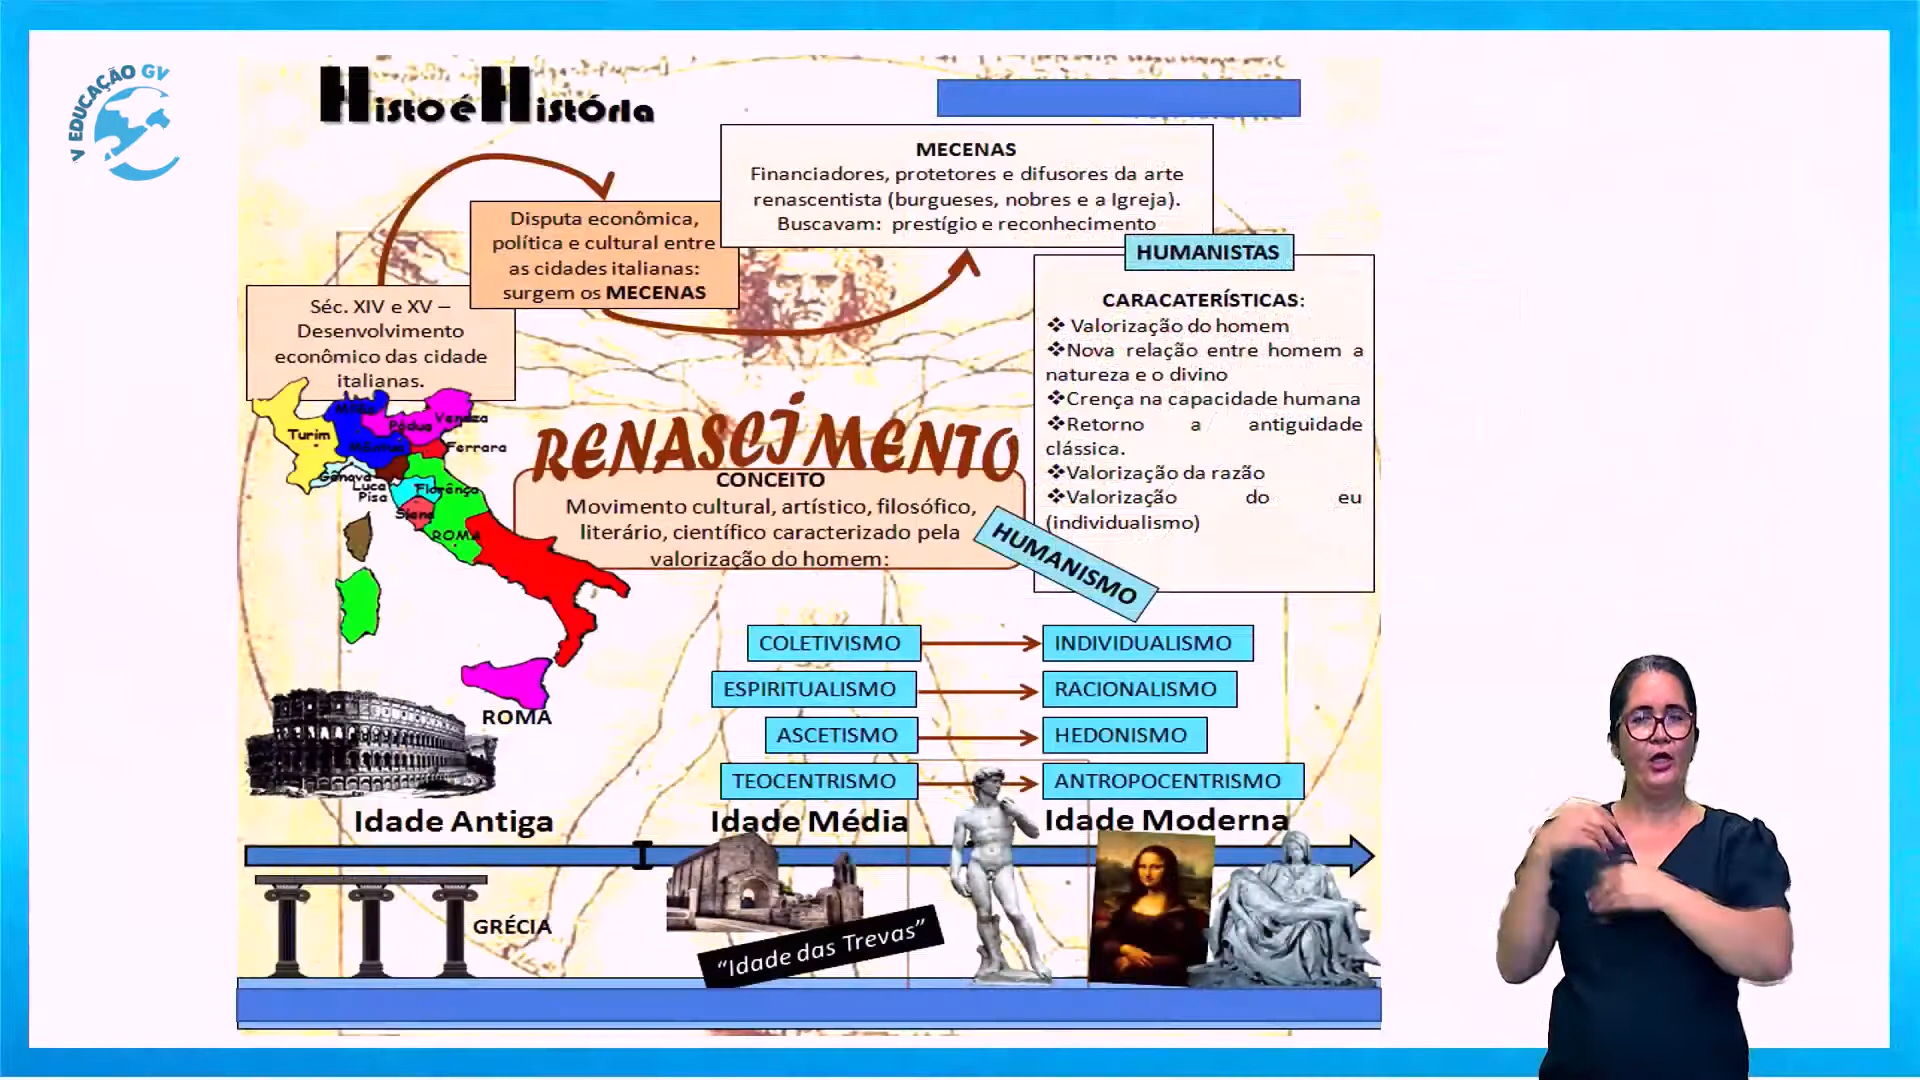 V EDUCAÇÃO GV
Histo é História
MECENAS
Financiadores, protetores e difusores da arte
renascentista (burgueses, nobres e a Igreja).
Buscavam: prestígio e reconhecimento
Disputa econômica,
política e cultural entre
as cidades italianas:
surgem os MECENAS
Séc. XIV e XV –
Desenvolvimento
econômico das cidade
italianas.
HUMANISTAS
CARACATERÍSTICAS:
❖ Valorização do homem
❖Nova relação entre homem a
natureza e o divino
❖Crença na capacidade humana
❖Retorno a antiguidade
clássica.
❖Valorização da razão
❖Valorização do eu
(individualismo)
RENASCIMENTO
CONCEITO
Movimento cultural, artístico, filosófico,
literário, científico caracterizado pela
valorização do homem:
HUMANISMO
Veneza
Pádua
Turim
Ferrara
Genova
Luca
Florença
Pisa
Siena
ROMA
COLETIVISMO
INDIVIDUALISMO
ESPIRITUALISMO
RACIONALISMO
ASCETISMO
HEDONISMO
TEOCENTRISMO
ANTROPOCENTRISMO
ROMA
Idade Antiga
Idade Média
Idade Moderna
GRÉCIA
“Idade das Trevas”